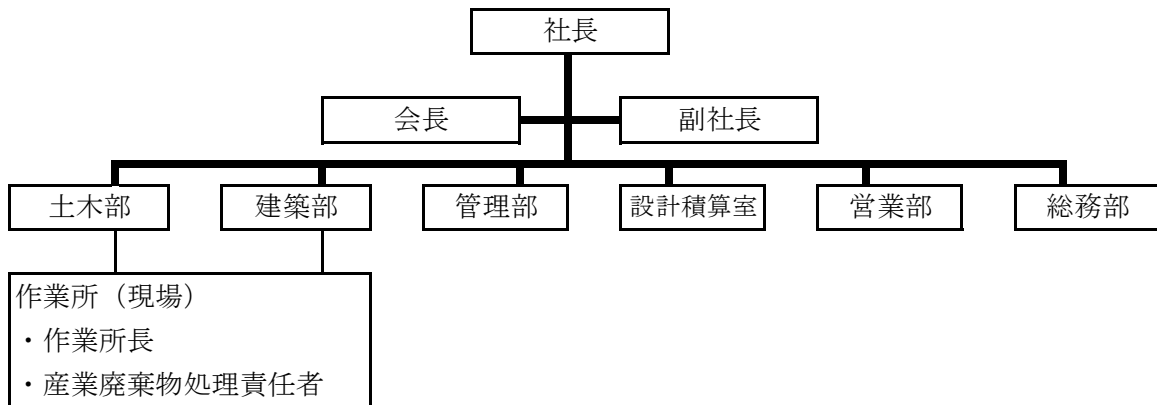 社長
会長
副社長
土木部
建築部
管理部
設計積算室
営業部
総務部
作業所（現場）
・作業所長
・産業廃棄物処理責任者